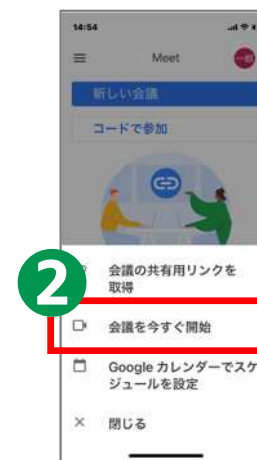 14:54
Meet
一郎
新しい会議
コードで参加
2
会議の共有用リンクを
取得
会議を今すぐ開始
Google カレンダーでスケ
ジュールを設定
閉じる